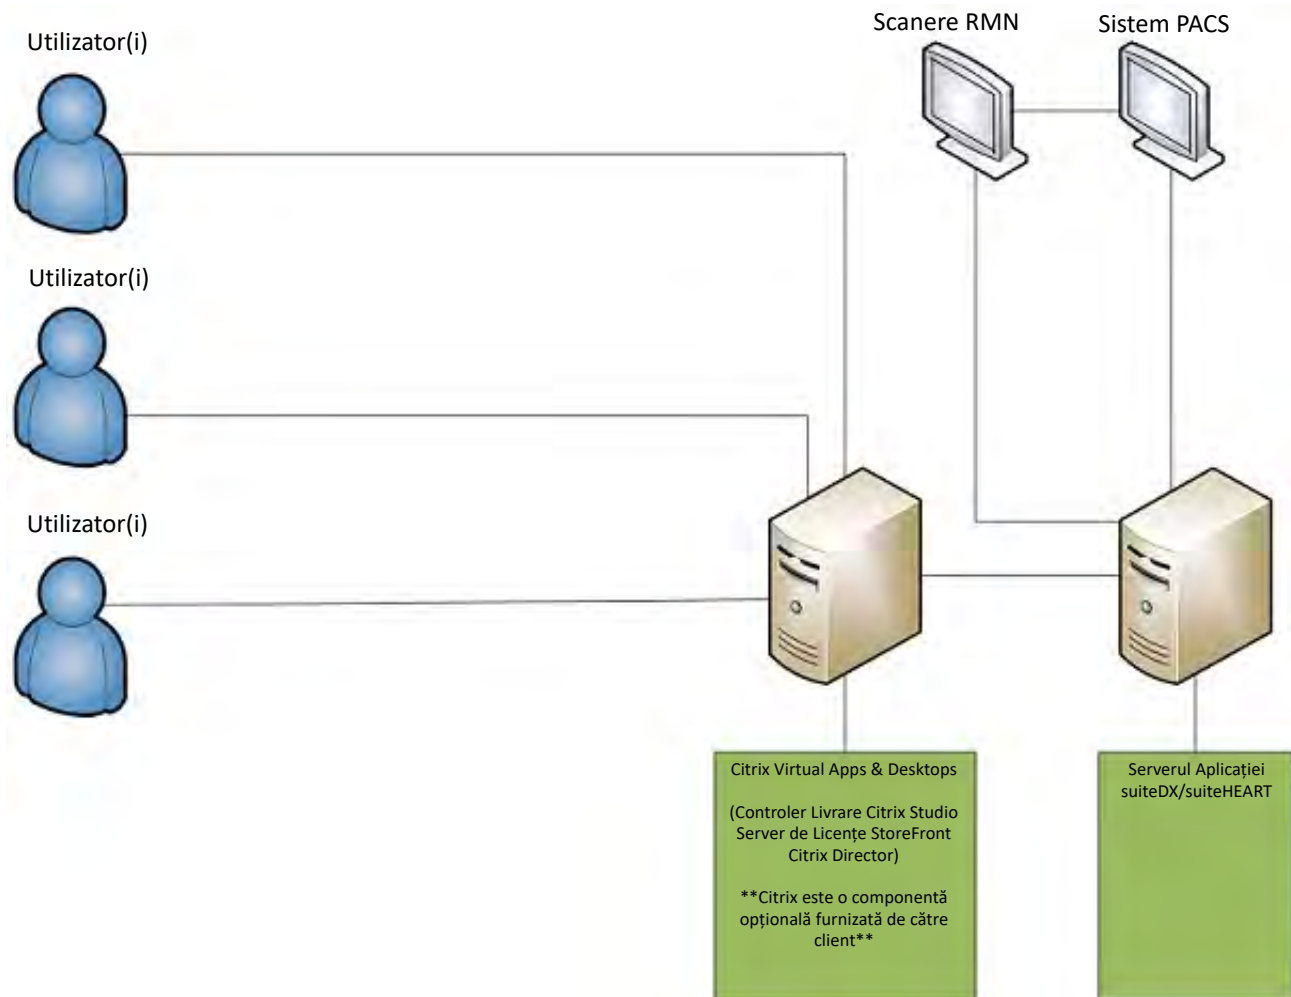 Scanere RMN
Sistem PACS
Utilizator(i)
Utilizator(i)
Utilizator(i)
Citrix Virtual Apps & Desktops
(Controler Livrare Citrix Studio
Server de Licențe StoreFront
Citrix Director)
**Citrix este o componentă
opțională furnizată de către
client**
Serverul Aplicației
suiteDX/suiteHEART